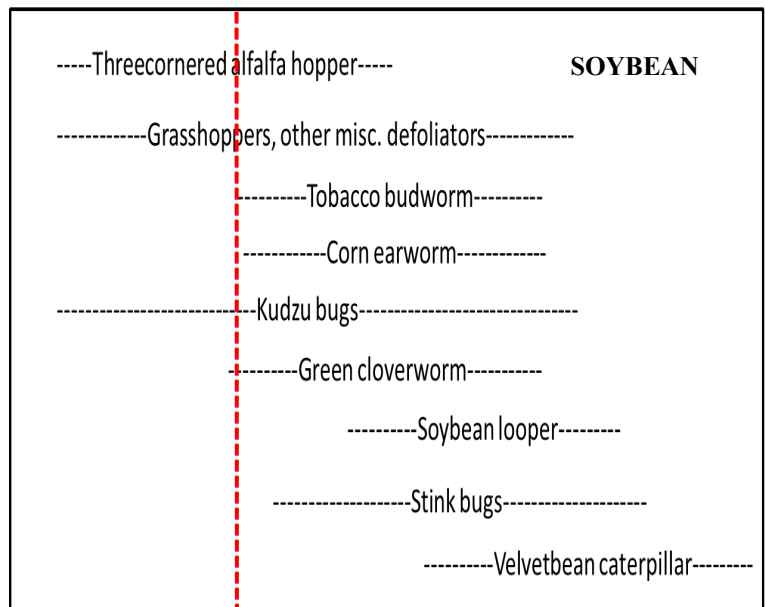 -----Threecornered alfalfa hopper-----
SOYBEAN
-------------Grasshoppers, other misc. defoliators-------------
----------Tobacco budworm----------
------------Corn earworm-------------
-----------------------------Kudzu bugs--------------------------------
----------Green cloverworm-----------
----------Soybean looper---------
--------------------Stink bugs---------------------
----------Velvetbean caterpillar---------